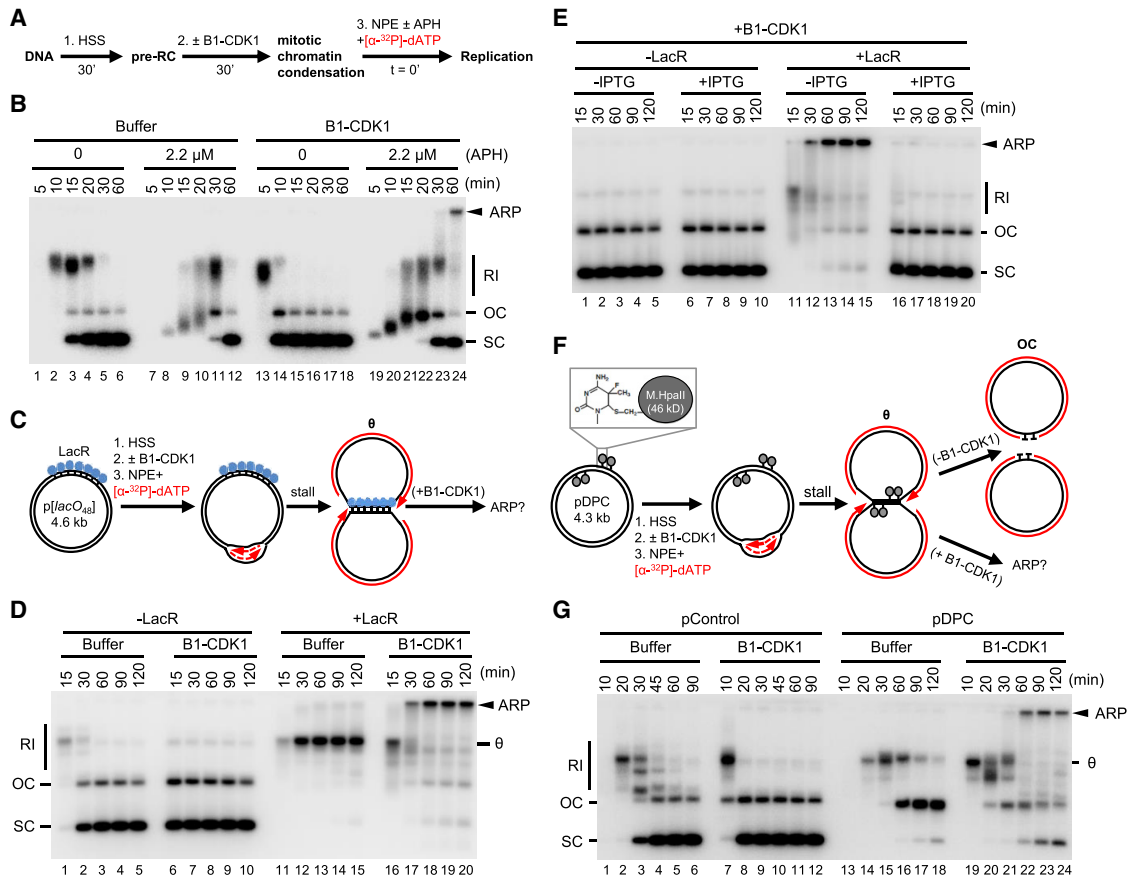 A
DNA
1. HSS
30'
pre-RC
2. ± B1-CDK1
30'
mitotic
chromatin
condensation
3. NPE ± APH
+[α-³²P]-dATP
t = 0'
Replication
B
Buffer B1-CDK1
0 2.2 μM 0 2.2 μM (APH)
5 10 15 20 30 60 5 10 15 20 30 60 5 10 15 20 30 60 5 10 15 20 30 60 (min)
ARP
RI
OC
SC
1 2 3 4 5 6 7 8 9 10 11 12 13 14 15 16 17 18 19 20 21 22 23 24
C
LacR
p[lacO₄₈]
4.6 kb
1. HSS
2. ± B1-CDK1
3. NPE+
[α-³²P]-dATP
stall
θ
(+B1-CDK1)
ARP?
D
-LacR +LacR
Buffer B1-CDK1 Buffer B1-CDK1
15 30 60 90 120 15 30 60 90 120 15 30 60 90 120 15 30 60 90 120 (min)
ARP
RI
θ
OC
SC
1 2 3 4 5 6 7 8 9 10 11 12 13 14 15 16 17 18 19 20
E
+B1-CDK1
-LacR +LacR
-IPTG +IPTG -IPTG +IPTG
15 30 60 90 120 15 30 60 90 120 15 30 60 90 120 15 30 60 90 120 (min)
ARP
RI
OC
SC
1 2 3 4 5 6 7 8 9 10 11 12 13 14 15 16 17 18 19 20
F
NH₂
F
CH₃
N
O
N
S
CH₂
M.HpaII
(46 kD)
pDPC
4.3 kb
1. HSS
2. ± B1-CDK1
3. NPE+
[α-³²P]-dATP
stall
θ
(-B1-CDK1)
OC
(+ B1-CDK1)
ARP?
G
pControl pDPC
Buffer B1-CDK1 Buffer B1-CDK1
10 20 30 45 60 90 10 20 30 45 60 90 10 20 30 60 90 120 10 20 30 60 90 120 (min)
ARP
RI
θ
OC
SC
1 2 3 4 5 6 7 8 9 10 11 12 13 14 15 16 17 18 19 20 21 22 23 24